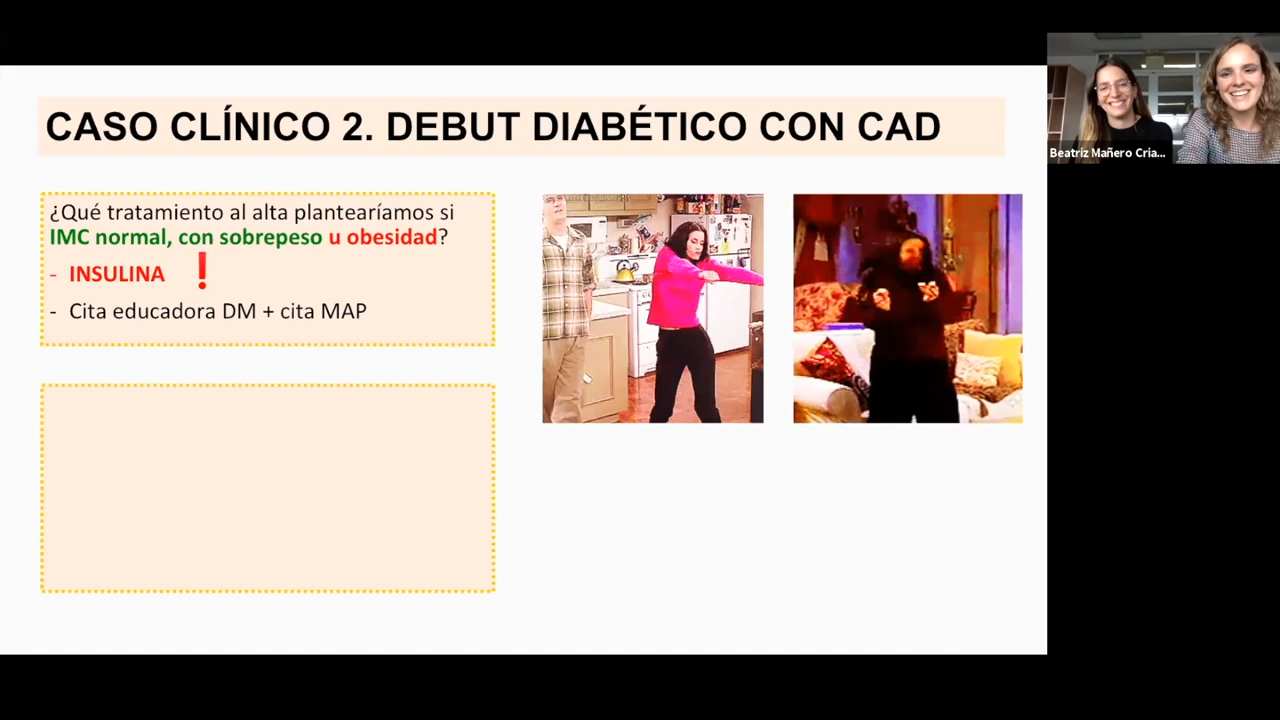 CASO CLÍNICO 2. DEBUT DIABÉTICO CON CAD
¿Qué tratamiento al alta plantearíamos si
IMC normal, con sobrepeso u obesidad?
- INSULINA ❗
- Cita educadora DM + cita MAP
Beatriz Mañero Cria...